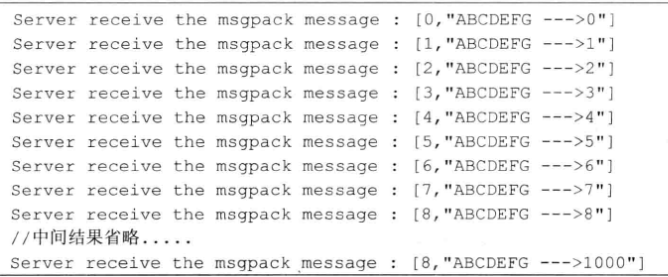 Server receive the msgpack message : [0,"ABCDEFG --->0"]
Server receive the msgpack message : [1,"ABCDEFG --->1"]
Server receive the msgpack message : [2,"ABCDEFG --->2"]
Server receive the msgpack message : [3,"ABCDEFG --->3"]
Server receive the msgpack message : [4,"ABCDEFG --->4"]
Server receive the msgpack message : [5,"ABCDEFG --->5"]
Server receive the msgpack message : [6,"ABCDEFG --->6"]
Server receive the msgpack message : [7,"ABCDEFG --->7"]
Server receive the msgpack message : [8,"ABCDEFG --->8"]
//中间结果省略.....
Server receive the msgpack message : [8,"ABCDEFG --->1000"]